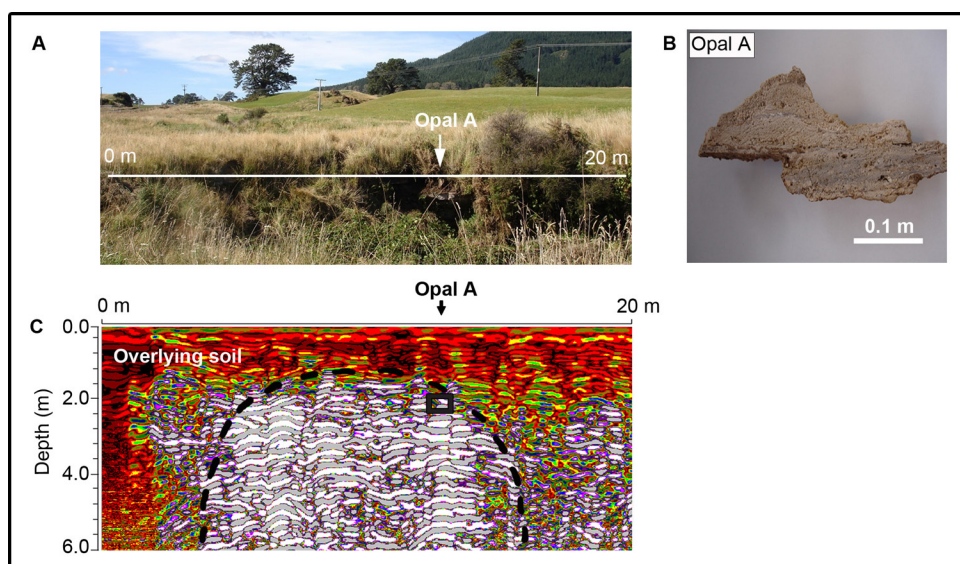 A
Opal A
0 m
20 m
B
Opal A
0.1 m
Opal A
0 m
20 m
C
0.0
Overlying soil
2.0
4.0
6.0
Depth (m)